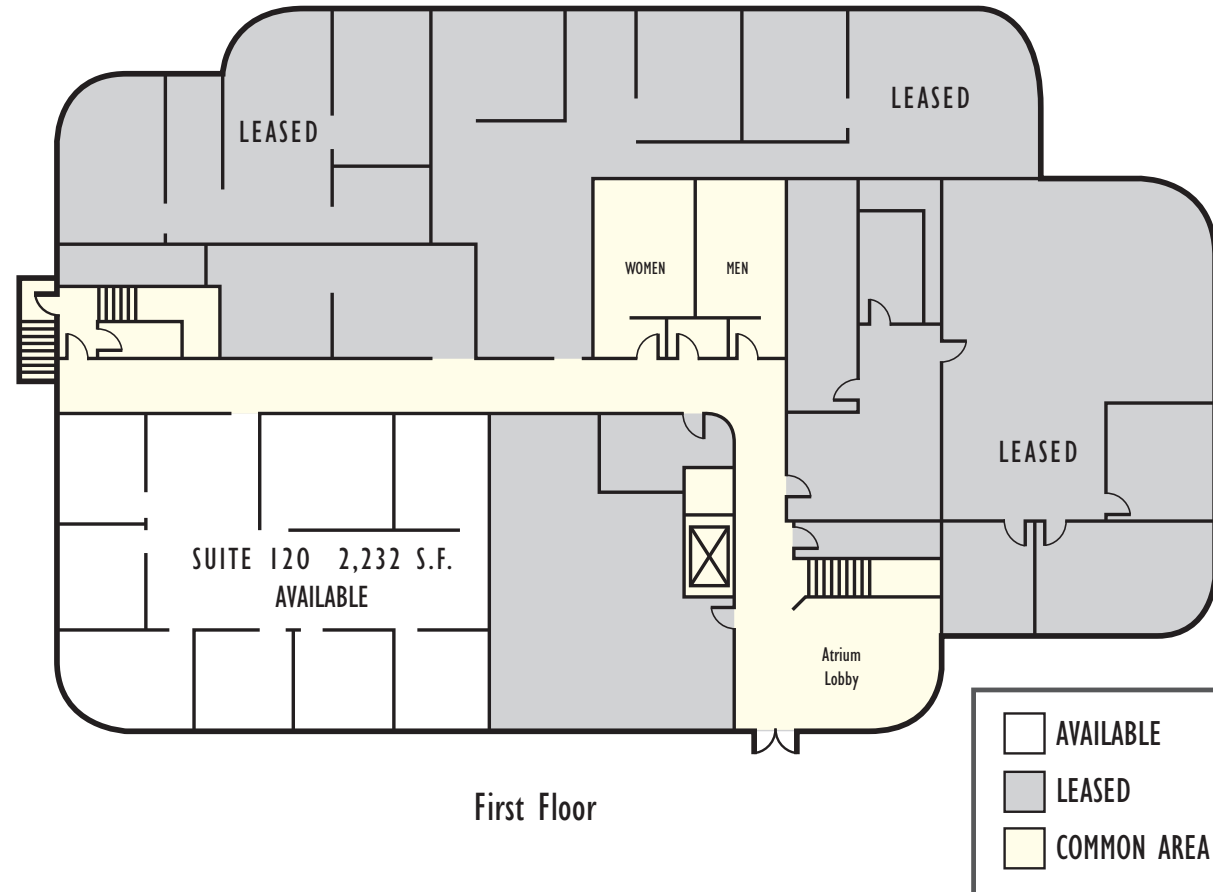 LEASED
LEASED
WOMEN
MEN
LEASED
SUITE 120 2,232 S.F.
AVAILABLE
Atrium
Lobby
First Floor
AVAILABLE
LEASED
COMMON AREA